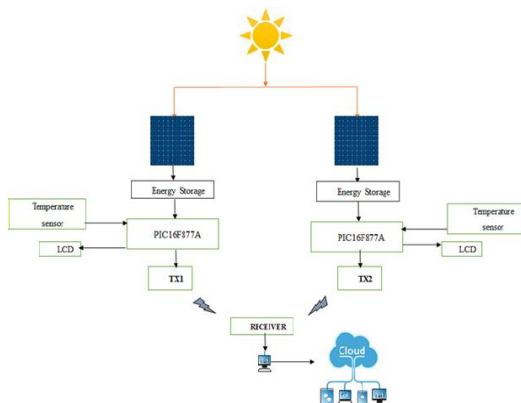 Energy Storage
Energy Storage
Temperature
sensor
PIC16F877A
LCD
TX1
Temperature
sensor
PIC16F877A
LCD
TX2
RECEIVER
Cloud